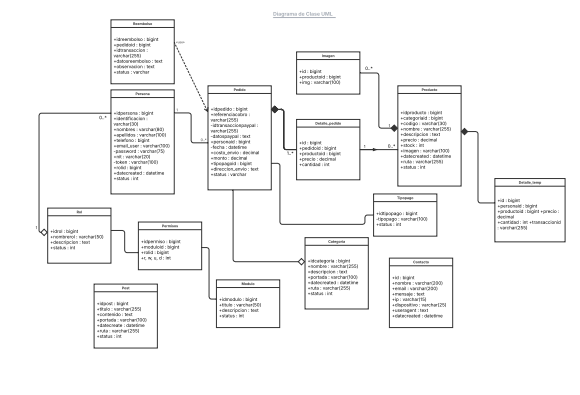 Diagrama de Clase UML
Reembolso
+idreembolso : bigint
+pedidoid : bigint
+idtransaccion :
varchar(255)
+datosreembolso : text
+observacion : text
+status : varchar
Imagen
+id : bigint
+productoid : bigint
+img : varchar(100)
0..*
Persona
+idpersona : bigint
+identificacion :
varchar(30)
+nombres : varchar(80)
+apellidos : varchar(100)
+telefono : bigint
+email_user : varchar(100)
-password : varchar(75)
+nit : varchar(20)
-token : varchar(100)
+rolid : bigint
+datecreated : datetime
+status : int
0..*
1
Pedido
+idpedido : bigint
+referenciacobro :
varchar(255)
-idtransaccionpaypal :
varchar(255)
-datospaypal : text
+personaid : bigint
-fecha : datetime
+costo_envio : decimal
+monto : decimal
+tipopagoid : bigint
+direccion_envio : text
+status : varchar
Producto
+idproducto : bigint
+categoriaid : bigint
+codigo : varchar(30)
+nombre : varchar(255)
+descripcion : text
+precio : decimal
+stock : int
+imagen : varchar(100)
+datecreated : datetime
+ruta : varchar(255)
+status : int
Detalle_pedido
+id : bigint
+pedidoid : bigint
+productoid : bigint
+precio : decimal
+cantidad : int
1..*
0..*
Detalle_temp
+id : bigint
+personaid : bigint
+productoid : bigint +precio :
decimal
+cantidad : int +transaccionid
: varchar(255)
Rol
+idrol : bigint
+nombrerol : varchar(50)
+descripcion : text
+status : int
1
Permisos
+idpermiso : bigint
+moduloid : bigint
+rolid : bigint
+r, w, u, d : int
Tipopago
+idtipopago : bigint
-tipopago : varchar(100)
+status : int
Categoria
+idcategoria : bigint
+nombre : varchar(255)
+descripcion : text
+portada : varchar(100)
+datecreated : datetime
+ruta : varchar(255)
+status : int
Contacto
+id : bigint
+nombre : varchar(200)
+email : varchar(200)
+mensaje : text
+ip : varchar(15)
+dispositivo : varchar(25)
+useragent : text
+datecreated : datetime
Post
+idpost : bigint
+titulo : varchar(255)
+contenido : text
+portada : varchar(100)
+datecreate : datetime
+ruta : varchar(255)
+status : int
Modulo
+idmodulo : bigint
+titulo : varchar(50)
+descripcion : text
+status : int